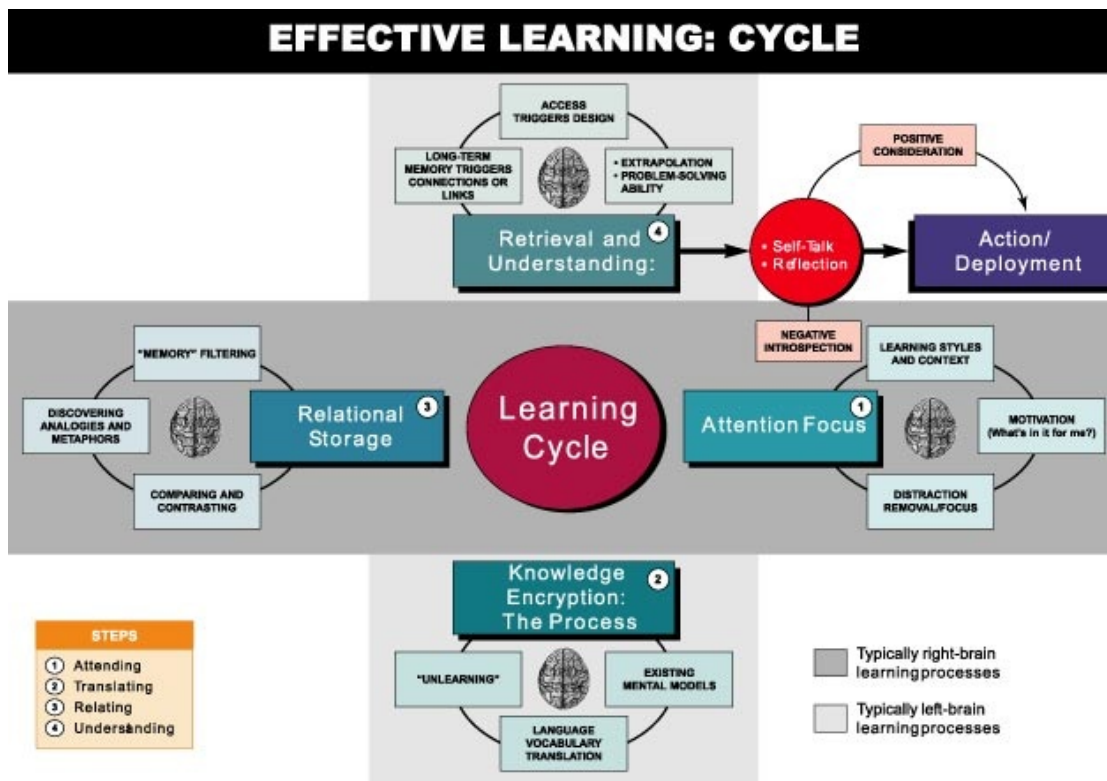 EFFECTIVE LEARNING: CYCLE
ACCESS
TRIGGERS DESIGN
LONG-TERM
MEMORY TRIGGERS
CONNECTIONS OR
LINKS
• EXTRAPOLATION
• PROBLEM-SOLVING
ABILITY
Retrieval and
Understanding:
4
POSITIVE
CONSIDERATION
• Self-Talk
• Reflection
Action/
Deployment
NEGATIVE
INTROSPECTION
"MEMORY" FILTERING
DISCOVERING
ANALOGIES AND
METAPHORS
COMPARING AND
CONTRASTING
Relational
Storage
3
Learning
Cycle
Attention Focus
1
LEARNING STYLES
AND CONTEXT
MOTIVATION
(What's in it for me?)
DISTRACTION
REMOVAL/FOCUS
Knowledge
Encryption:
The Process
2
"UNLEARNING"
EXISTING
MENTAL MODELS
LANGUAGE
VOCABULARY
TRANSLATION
STEPS
1 Attending
2 Translating
3 Relating
4 Understanding
Typically right-brain
learning processes
Typically left-brain
learning processes